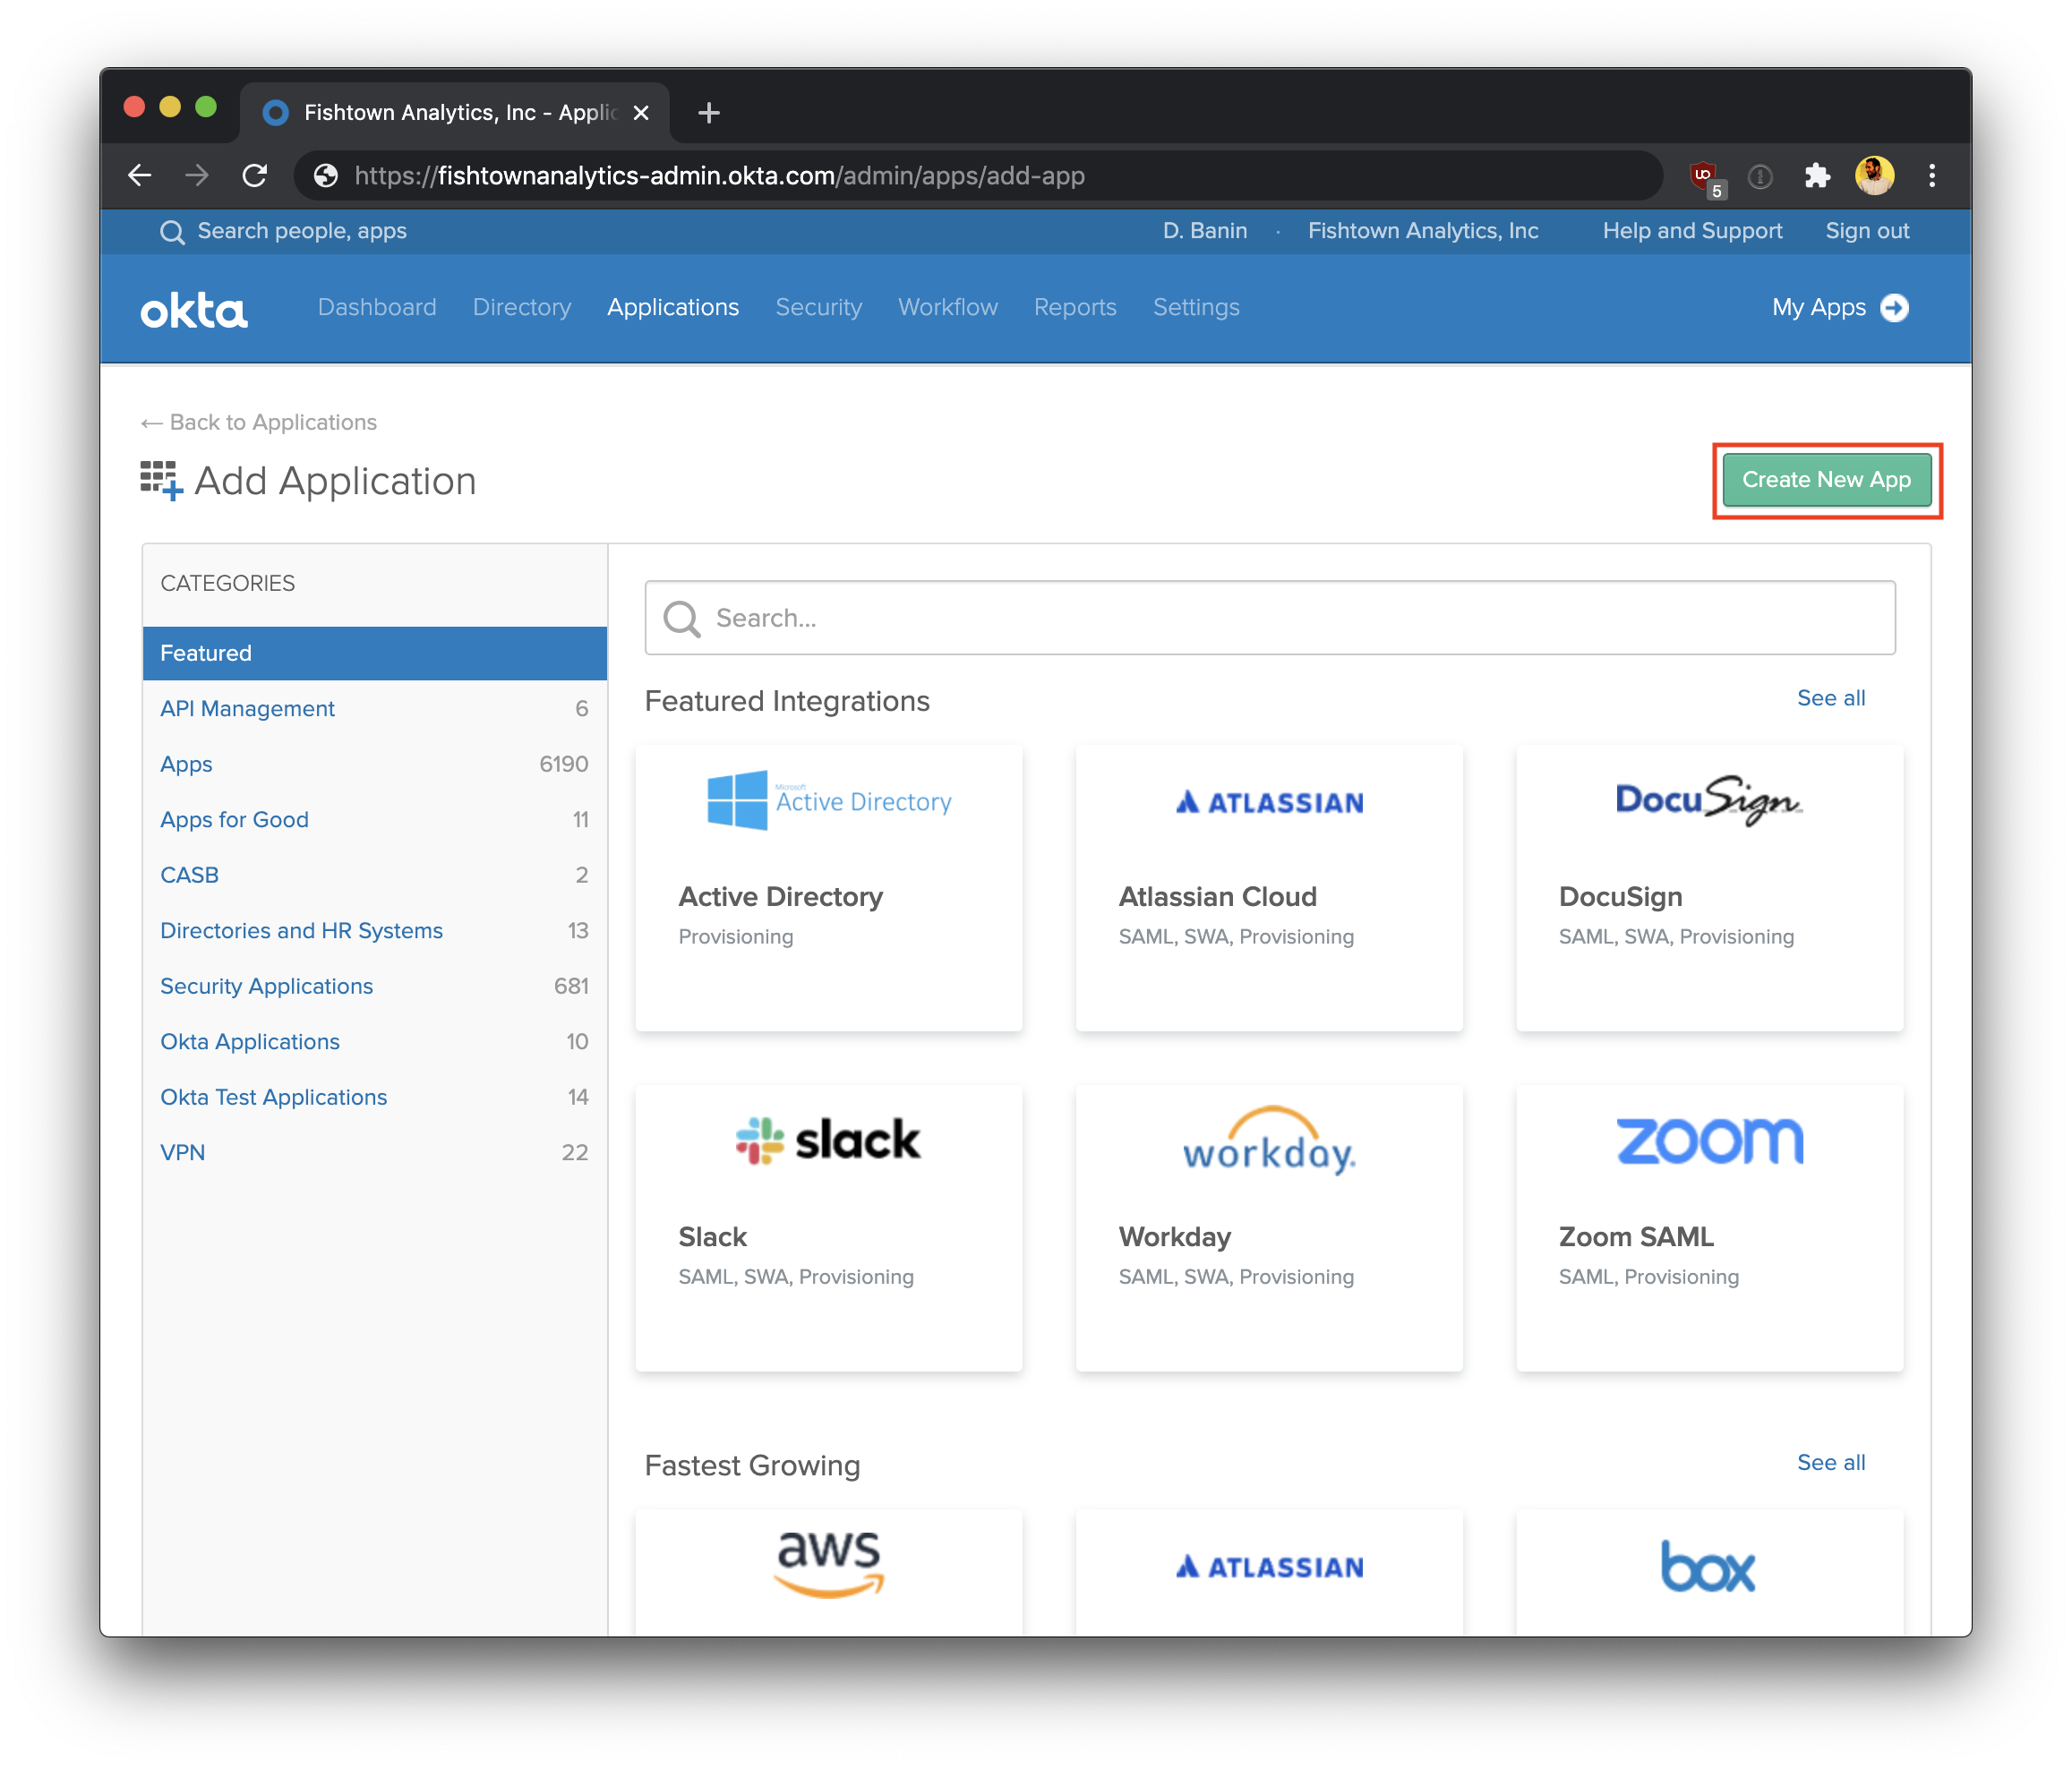 Fishtown Analytics, Inc - Applic
https://fishtownanalytics-admin.okta.com/admin/apps/add-app
uo
5
Search people, apps
D. Banin · Fishtown Analytics, Inc
Help and Support
Sign out
okta
Dashboard
Directory
Applications
Security
Workflow
Reports
Settings
My Apps
← Back to Applications
Add Application
Create New App
CATEGORIES
Featured
API Management 6
Apps 6190
Apps for Good 11
CASB 2
Directories and HR Systems 13
Security Applications 681
Okta Applications 10
Okta Test Applications 14
VPN 22
Search...
Featured Integrations
See all
Microsoft
Active Directory
Active Directory
Provisioning
ATLASSIAN
Atlassian Cloud
SAML, SWA, Provisioning
DocuSign
DocuSign
SAML, SWA, Provisioning
slack
Slack
SAML, SWA, Provisioning
workday.
Workday
SAML, SWA, Provisioning
zoom
Zoom SAML
SAML, Provisioning
Fastest Growing
See all
aws
ATLASSIAN
box